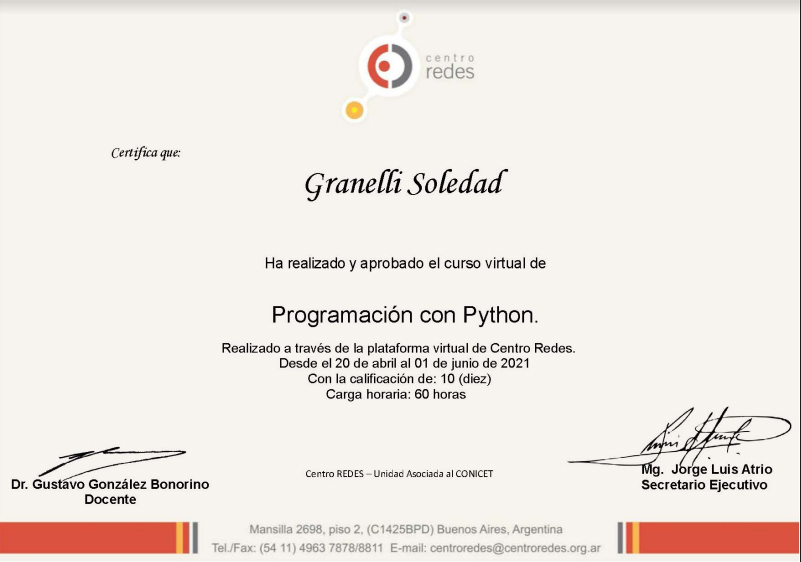 centro
redes
Certifica que:
Granelli Soledad
Ha realizado y aprobado el curso virtual de
Programación con Python.
Realizado a través de la plataforma virtual de Centro Redes.
Desde el 20 de abril al 01 de junio de 2021
Con la calificación de: 10 (diez)
Carga horaria: 60 horas
Dr. Gustavo González Bonorino
Docente
Centro REDES – Unidad Asociada al CONICET
Mg. Jorge Luis Atrio
Secretario Ejecutivo
Mansilla 2698, piso 2, (C1425BPD) Buenos Aires, Argentina
Tel./Fax: (54 11) 4963 7878/8811 E-mail: centroredes@centroredes.org.ar